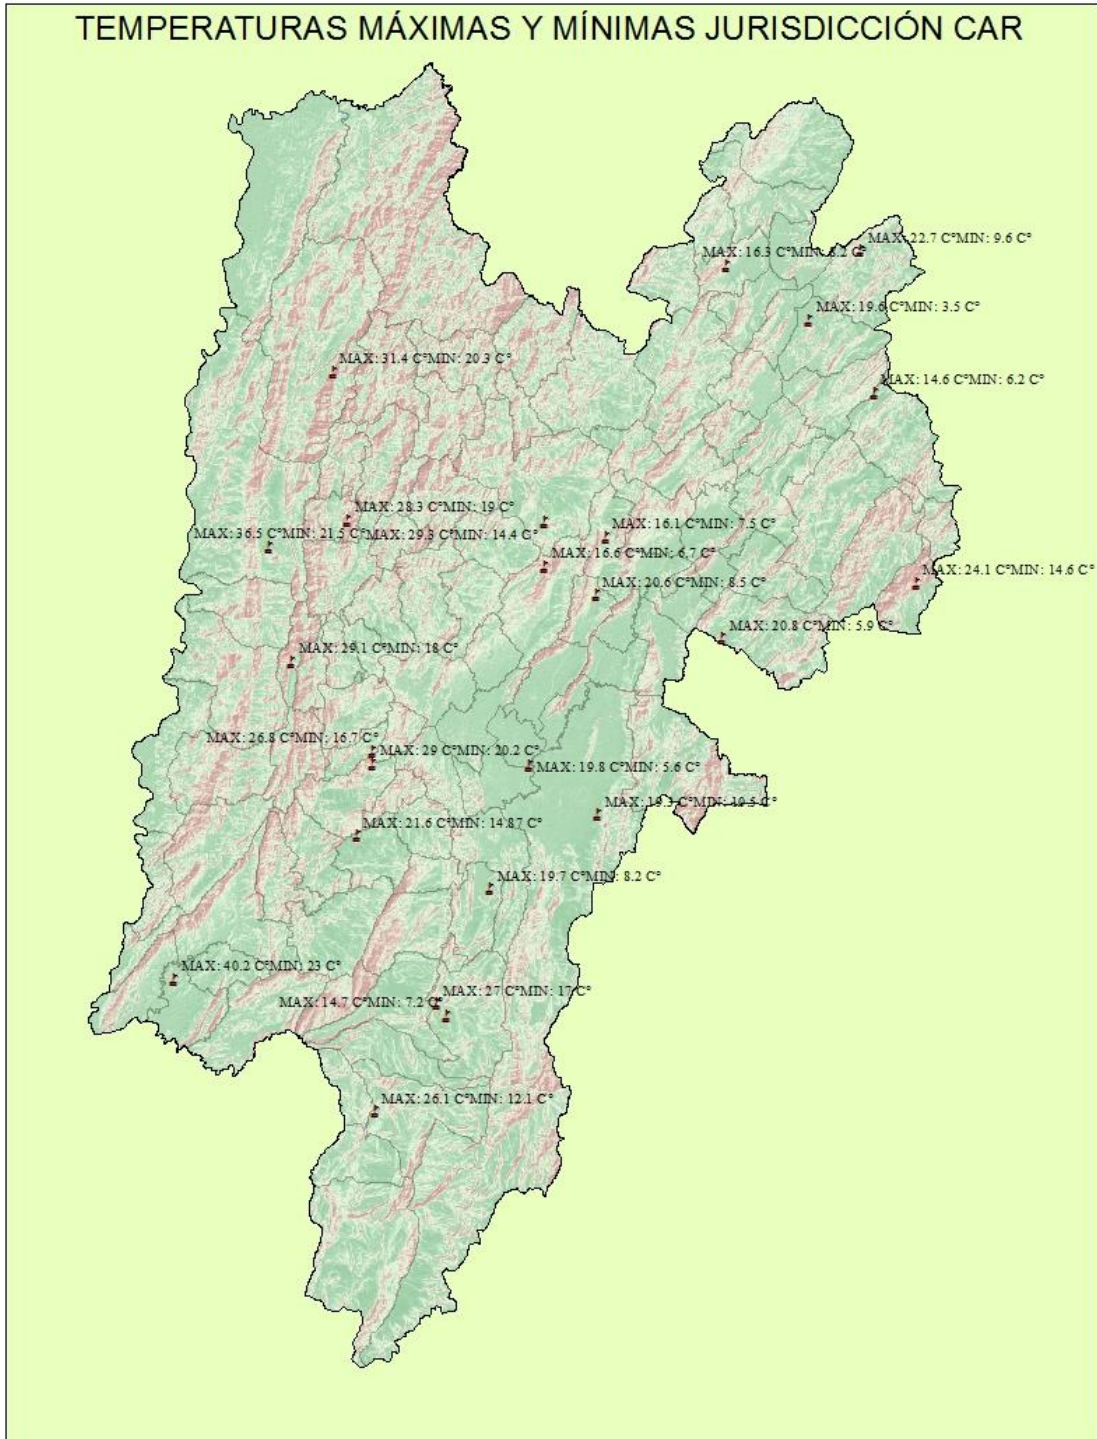 TEMPERATURAS MÁXIMAS Y MÍNIMAS JURISDICCIÓN CAR
MAX: 22.7 C°MIN: 9.6 C°
MAX: 16.3 C°MIN: 8.2 C°
MAX: 19.6 C°MIN: 3.5 C°
MAX: 31.4 C°MIN: 20.3 C°
MAX: 14.6 C°MIN: 6.2 C°
MAX: 28.3 C°MIN: 19 C°
MAX: 36.5 C°MIN: 21.5 C°
MAX: 29.3 C°MIN: 14.4 C°
MAX: 16.1 C°MIN: 7.5 C°
MAX: 16.6 C°MIN: 6.7 C°
MAX: 24.1 C°MIN: 14.6 C°
MAX: 20.6 C°MIN: 8.5 C°
MAX: 20.8 C°MIN: 5.9 C°
MAX: 29.1 C°MIN: 18 C°
MAX: 26.8 C°MIN: 16.7 C°
MAX: 29 C°MIN: 20.2 C°
MAX: 19.8 C°MIN: 5.6 C°
MAX: 19.3 C°MIN: 19.5 C°
MAX: 21.6 C°MIN: 14.87 C°
MAX: 19.7 C°MIN: 8.2 C°
MAX: 40.2 C°MIN: 23 C°
MAX: 14.7 C°MIN: 7.2 C°
MAX: 27 C°MIN: 17 C°
MAX: 26.1 C°MIN: 12.1 C°